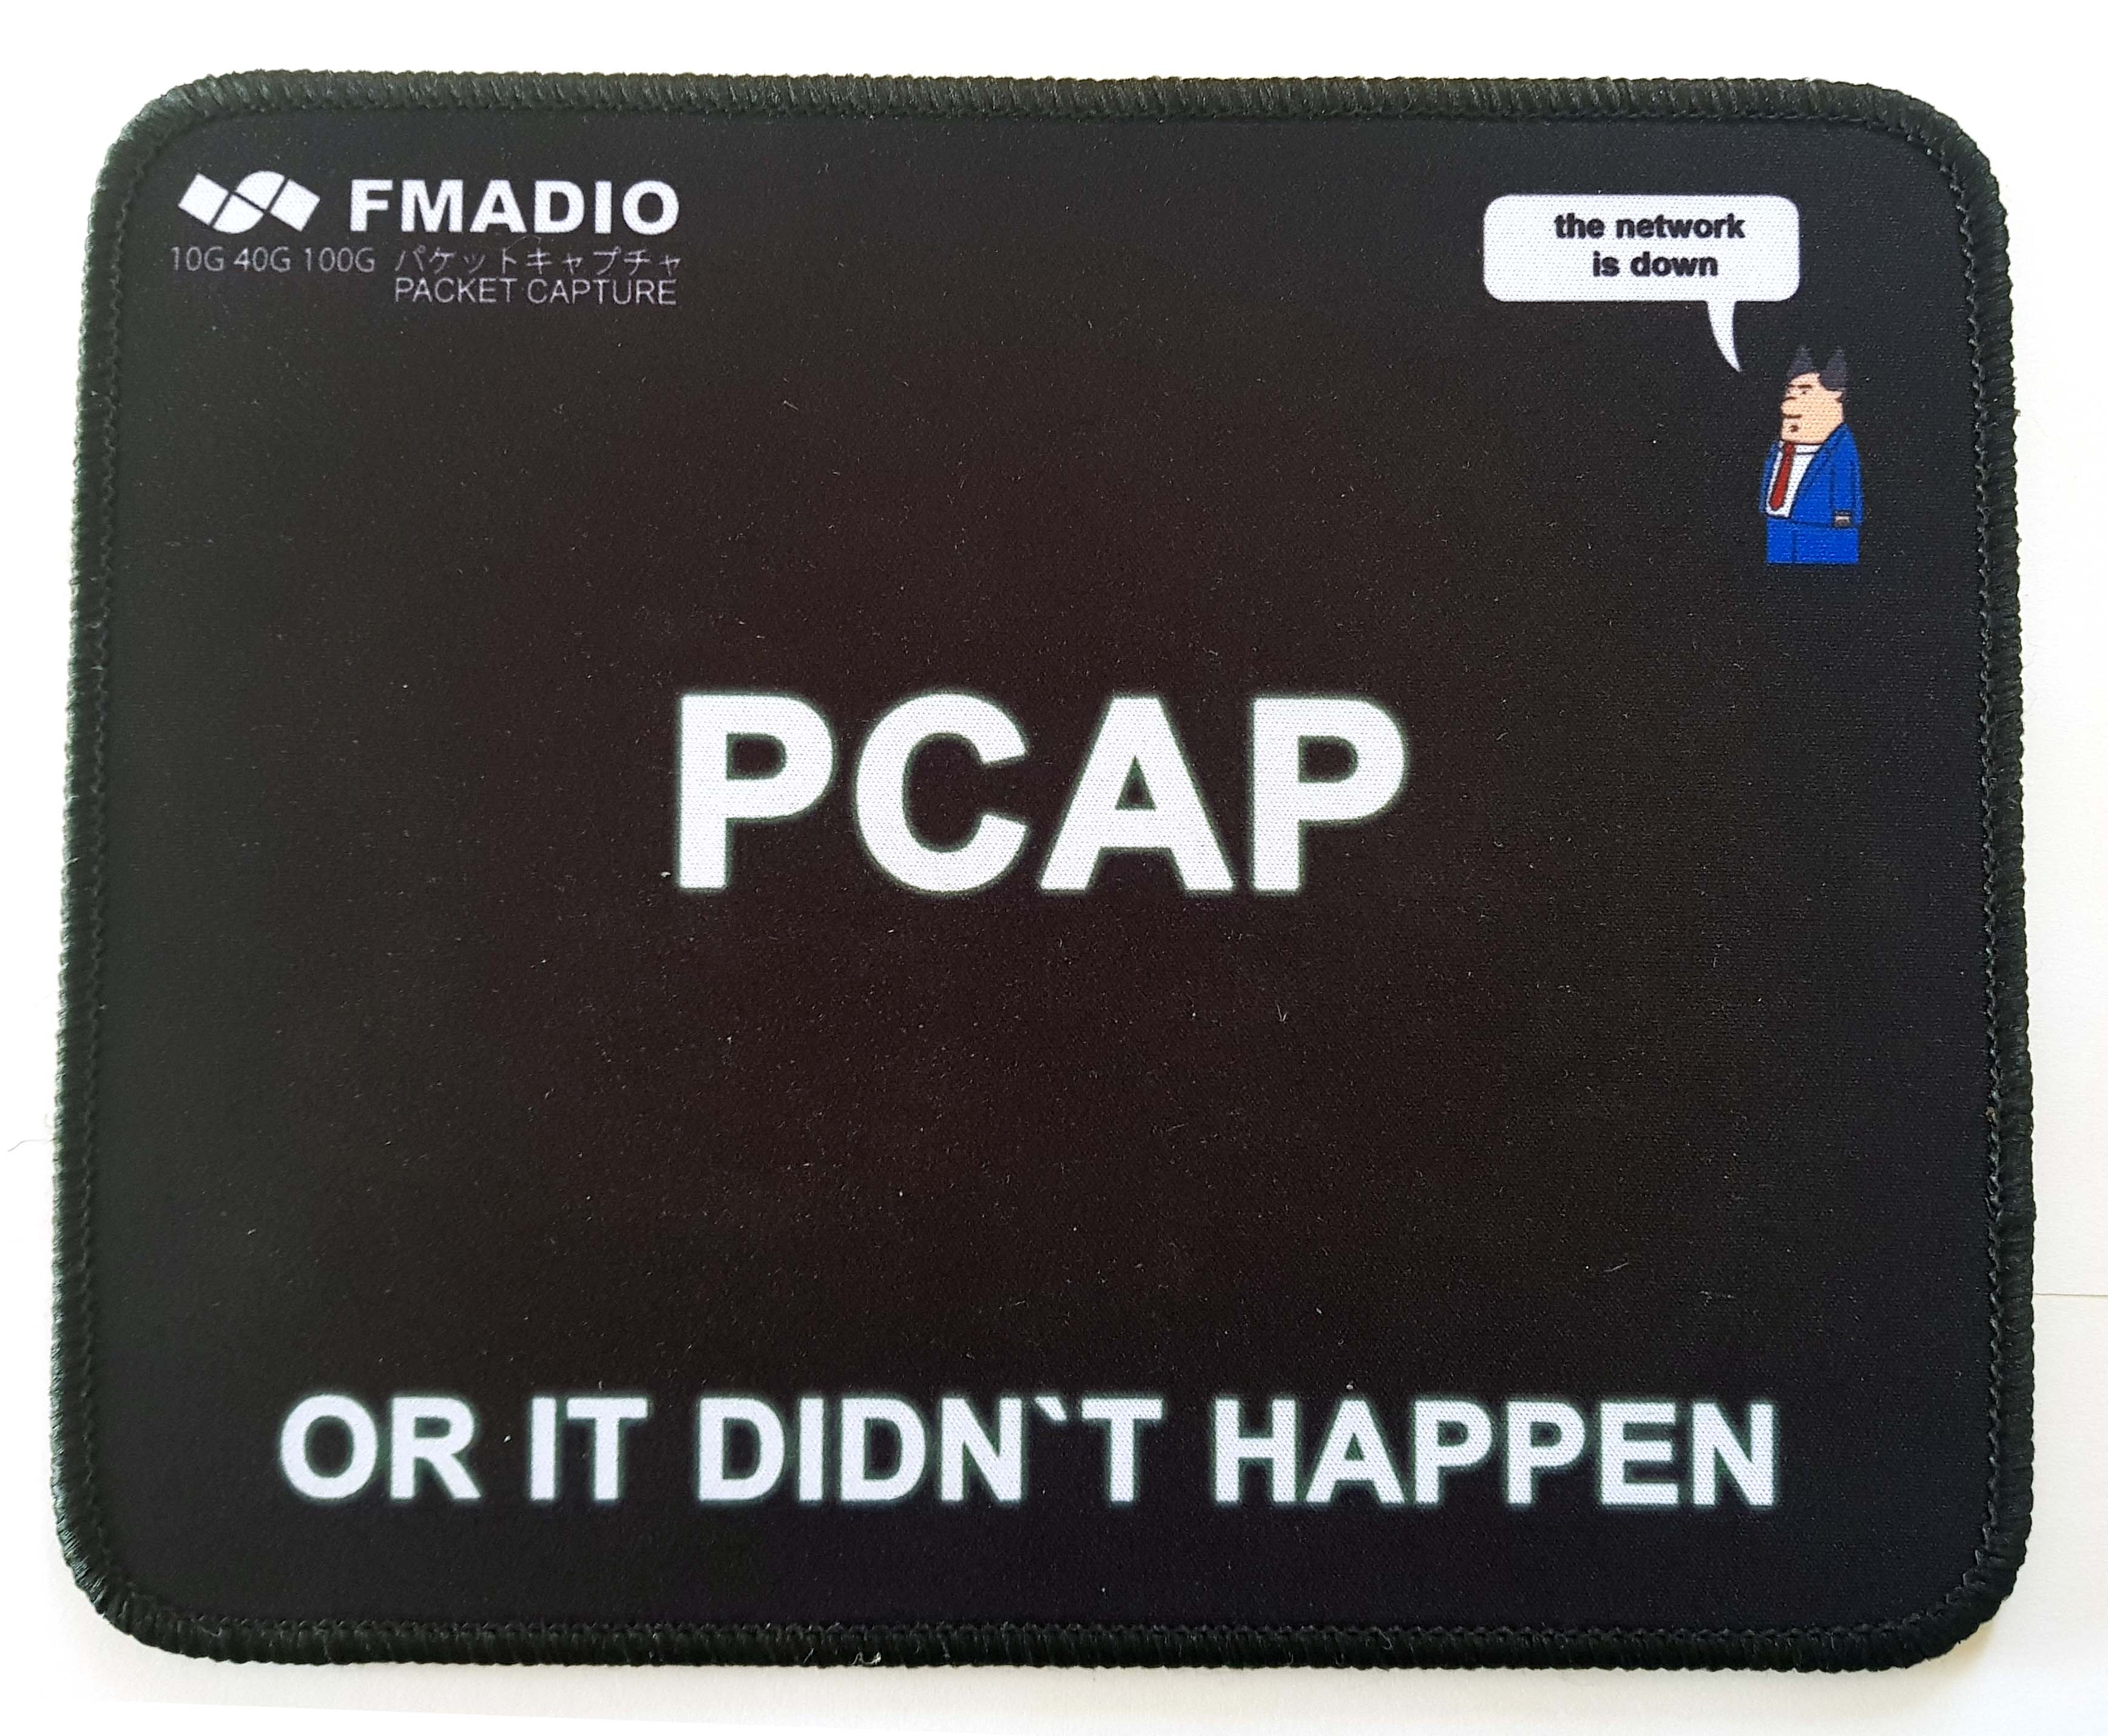 FMADIO
10G 40G 100G パケットキャプチャ
PACKET CAPTURE
the network
is down
PCAP
OR IT DIDN`T HAPPEN